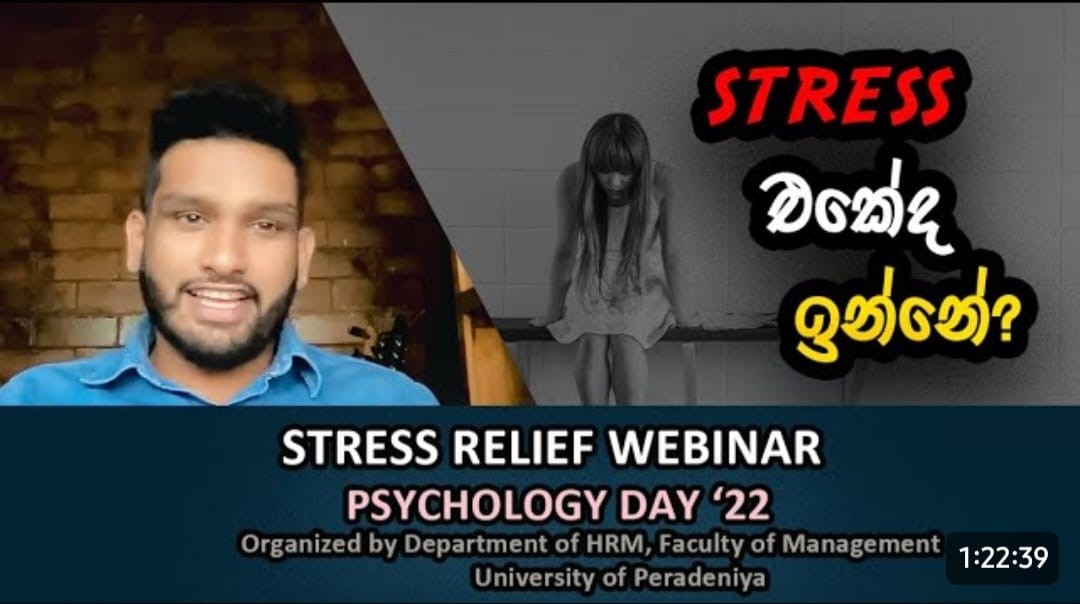 STRESS
එකේද
ඉන්නේ?
STRESS RELIEF WEBINAR
PSYCHOLOGY DAY ‘22
Organized by Department of HRM, Faculty of Management
University of Peradeniya
1:22:39